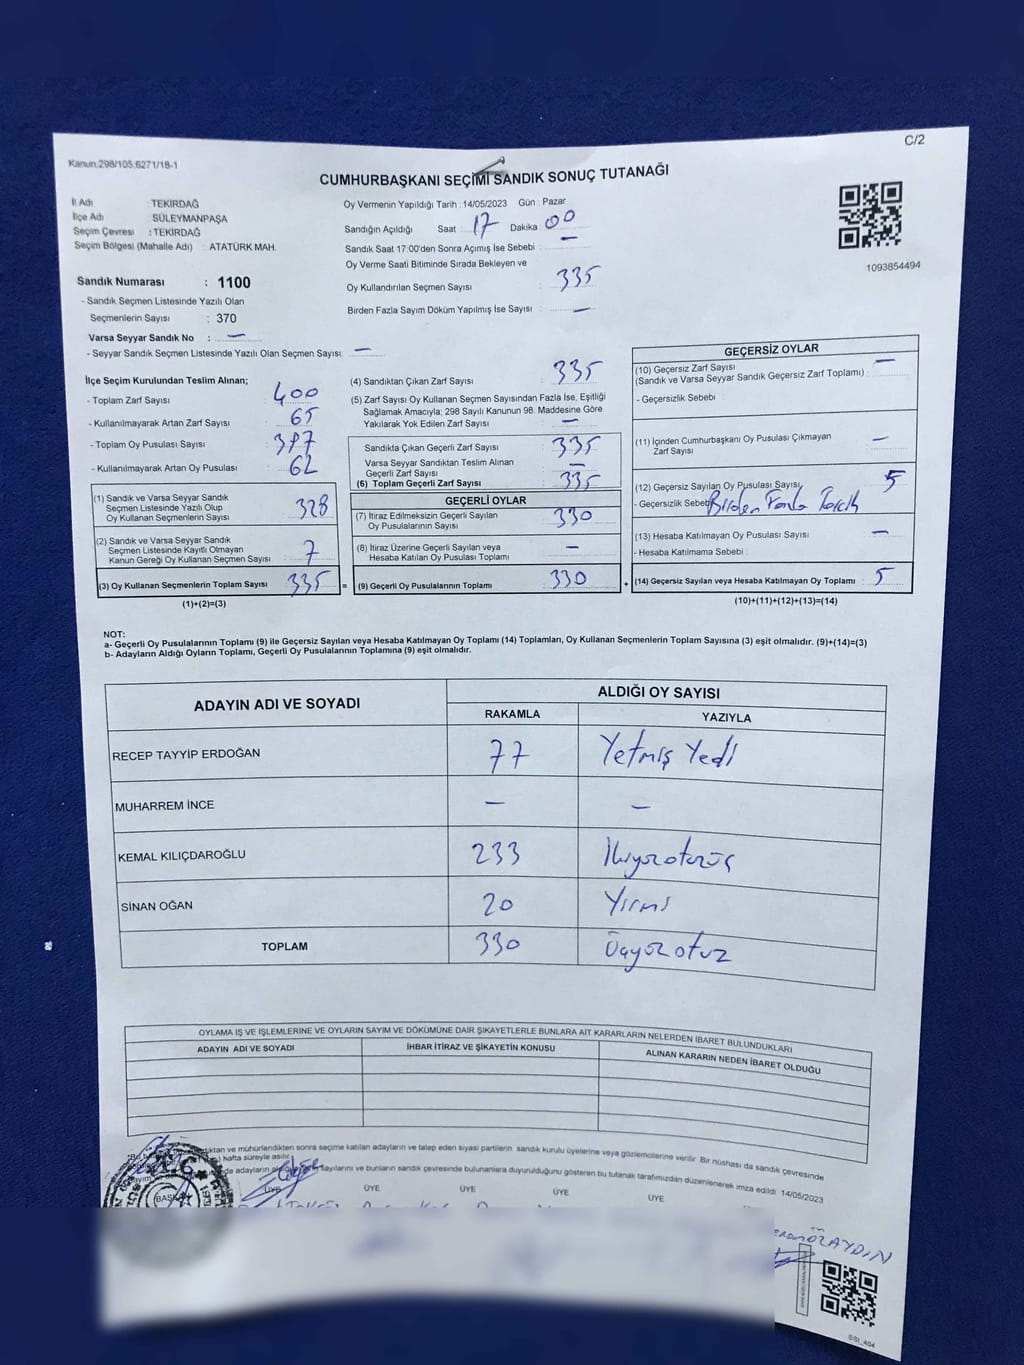 C/2
Kanun.298/105,6271/18-1
CUMHURBAŞKANI SEÇİMİ SANDIK SONUÇ TUTANAĞI
İl Adı : TEKİRDAĞ
İlçe Adı : SÜLEYMANPAŞA
Seçim Çevresi : TEKİRDAĞ
Seçim Bölgesi (Mahalle Adı) : ATATÜRK MAH.
Sandık Numarası : 1100
- Sandık Seçmen Listesinde Yazılı Olan
Seçmenlerin Sayısı : 370
Varsa Seyyar Sandık No : —
- Seyyar Sandık Seçmen Listesinde Yazılı Olan Seçmen Sayısı: —
Oy Vermenin Yapıldığı Tarih : 14/05/2023 Gün : Pazar
Sandığın Açıldığı Saat : 17 Dakika : 00
Sandık Saat 17:00'den Sonra Açımış İse Sebebi : —
Oy Verme Saati Bitiminde Sırada Bekleyen ve
Oy Kullandırılan Seçmen Sayısı : 335
Birden Fazla Sayım Döküm Yapılmış İse Sayısı : —
1093854494
İlçe Seçim Kurulundan Teslim Alınan;
- Toplam Zarf Sayısı : 400
- Kullanılmayarak Artan Zarf Sayısı : 65
- Toplam Oy Pusulası Sayısı : 397
- Kullanılmayarak Artan Oy Pusulası : 62
(1) Sandık ve Varsa Seyyar Sandık
Seçmen Listesinde Yazılı Olup
Oy Kullanan Seçmenlerin Sayısı : 328
(2) Sandık ve Varsa Seyyar Sandık
Seçmen Listesinde Kayıtlı Olmayan
Kanun Gereği Oy Kullanan Seçmen Sayısı : 7
(3) Oy Kullanan Seçmenlerin Toplam Sayısı : 335 =
(1)+(2)=(3)
(4) Sandıktan Çıkan Zarf Sayısı : 335
(5) Zarf Sayısı Oy Kullanan Seçmen Sayısından Fazla İse, Eşitliği
Sağlamak Amacıyla; 298 Sayılı Kanunun 98. Maddesine Göre
Yakılarak Yok Edilen Zarf Sayısı : —
Sandıkta Çıkan Geçerli Zarf Sayısı : 335
Varsa Seyyar Sandıktan Teslim Alınan
Geçerli Zarf Sayısı : —
(6) Toplam Geçerli Zarf Sayısı : 335
GEÇERLİ OYLAR
(7) İtiraz Edilmeksizin Geçerli Sayılan
Oy Pusulalarının Sayısı : 330
(8) İtiraz Üzerine Geçerli Sayılan veya
Hesaba Katılan Oy Pusulası Toplamı : —
(9) Geçerli Oy Pusulalarının Toplamı : 330 +
GEÇERSİZ OYLAR
(10) Geçersiz Zarf Sayısı
(Sandık ve Varsa Seyyar Sandık Geçersiz Zarf Toplamı) : —
- Geçersizlik Sebebi :
(11) İçinden Cumhurbaşkanı Oy Pusulası Çıkmayan
Zarf Sayısı : —
(12) Geçersiz Sayılan Oy Pusulası Sayısı 5
- Geçersizlik Sebebi Birden Fazla Tercih
(13) Hesaba Katılmayan Oy Pusulası Sayısı : —
- Hesaba Katılmama Sebebi :
(14) Geçersiz Sayılan veya Hesaba Katılmayan Oy Toplamı : 5
(10)+(11)+(12)+(13)=(14)
NOT:
a- Geçerli Oy Pusulalarının Toplamı (9) ile Geçersiz Sayılan veya Hesaba Katılmayan Oy Toplamı (14) Toplamları, Oy Kullanan Seçmenlerin Toplam Sayısına (3) eşit olmalıdır. (9)+(14)=(3)
b- Adayların Aldığı Oyların Toplamı, Geçerli Oy Pusulalarının Toplamına (9) eşit olmalıdır.
ADAYIN ADI VE SOYADI
ALDIĞI OY SAYISI
RAKAMLA YAZIYLA
RECEP TAYYİP ERDOĞAN 77 Yetmiş Yedi
MUHARREM İNCE — —
KEMAL KILIÇDAROĞLU 233 İkiyüzotuzüç
SİNAN OĞAN 20 Yirmi
TOPLAM 330 Üçyüzotuz
OYLAMA İŞ VE İŞLEMLERİNE VE OYLARIN SAYIM VE DÖKÜMÜNE DAİR ŞİKAYETLERLE BUNLARA AİT KARARLARIN NELERDEN İBARET BULUNDUKLARI
ADAYIN ADI VE SOYADI İHBAR İTİRAZ VE ŞİKAYETİN KONUSU ALINAN KARARIN NEDEN İBARET OLDUĞU
ve mühürlendikten sonra seçime katılan adayların ve talep eden siyasi partilerin sandık kurulu üyelerine veya gözlemcilerine verilir. Bir nüshası da sandık çevresinde
hafta süreyle asılır.
da adayların sayılarını ve bunların sandık çevresinde bulunanlara duyurulduğunu gösteren bu tutanak tarafımızdan düzenlenerek imza edildi. 14/05/2023
BAŞKAN ÜYE ÜYE ÜYE ÜYE ÜYE
ÖZAYDIN